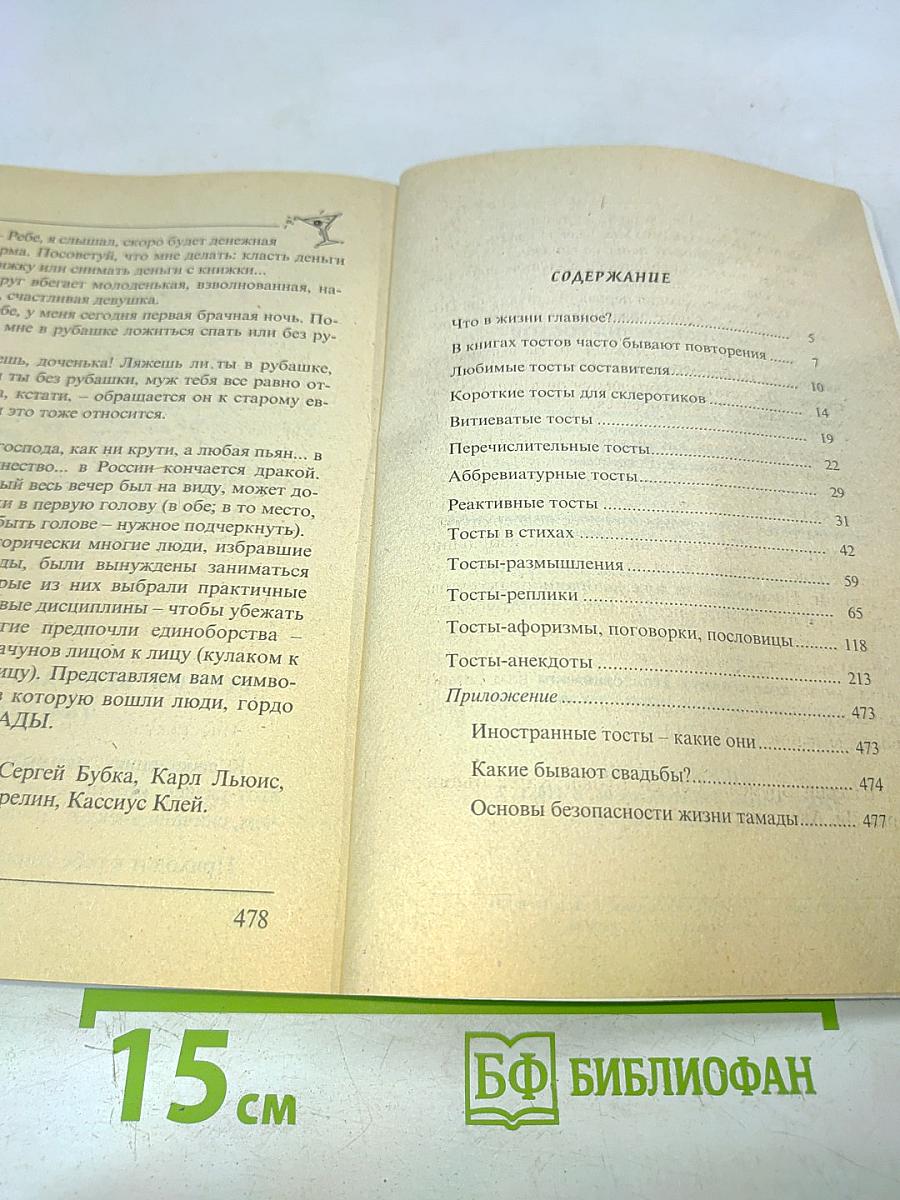 – Ребе, я слышал, скоро будет денежная
рма. Посоветуй, что мне делать: класть деньги
ижку или снимать деньги с книжки...
руг вбегает молоденькая, взволнованная, на-
, счастливая девушка.
бе, у меня сегодня первая брачная ночь. По-
мне в рубашке ложиться спать или без ру-
ешь, доченька! Ляжешь ли ты в рубашке,
и ты без рубашки, муж тебя все равно от-
а, кстати, – обращается он к старому ев-
и это тоже относится.
господа, как ни крути, а любая пьян... в
нество... в России кончается дракой.
ый весь вечер был на виду, может до-
ки в первую голову (в обе; в то место,
быть голове – нужное подчеркнуть).
орически многие люди, избравшие
ды, были вынуждены заниматься
рые из них выбрали практичные
вые дисциплины – чтобы убежать
гие предпочли единоборства –
ачунов лицом к лицу (кулаком к
ицу). Представляем вам симво-
в которую вошли люди, гордо
АДЫ.
Сергей Бубка, Карл Льюис,
релин, Кассиус Клей.
478
СОДЕРЖАНИЕ
Что в жизни главное?..... 5
В книгах тостов часто бывают повторения ..... 7
Любимые тосты составителя..... 10
Короткие тосты для склеротиков ..... 14
Витиеватые тосты ..... 19
Перечислительные тосты..... 22
Аббревиатурные тосты..... 29
Реактивные тосты ..... 31
Тосты в стихах ..... 42
Тосты-размышления ..... 59
Тосты-реплики ..... 65
Тосты-афоризмы, поговорки, пословицы..... 118
Тосты-анекдоты ..... 213
Приложение ..... 473
Иностранные тосты – какие они..... 473
Какие бывают свадьбы?..... 474
Основы безопасности жизни тамады..... 477
15 см
БФ БИБЛИОФАН